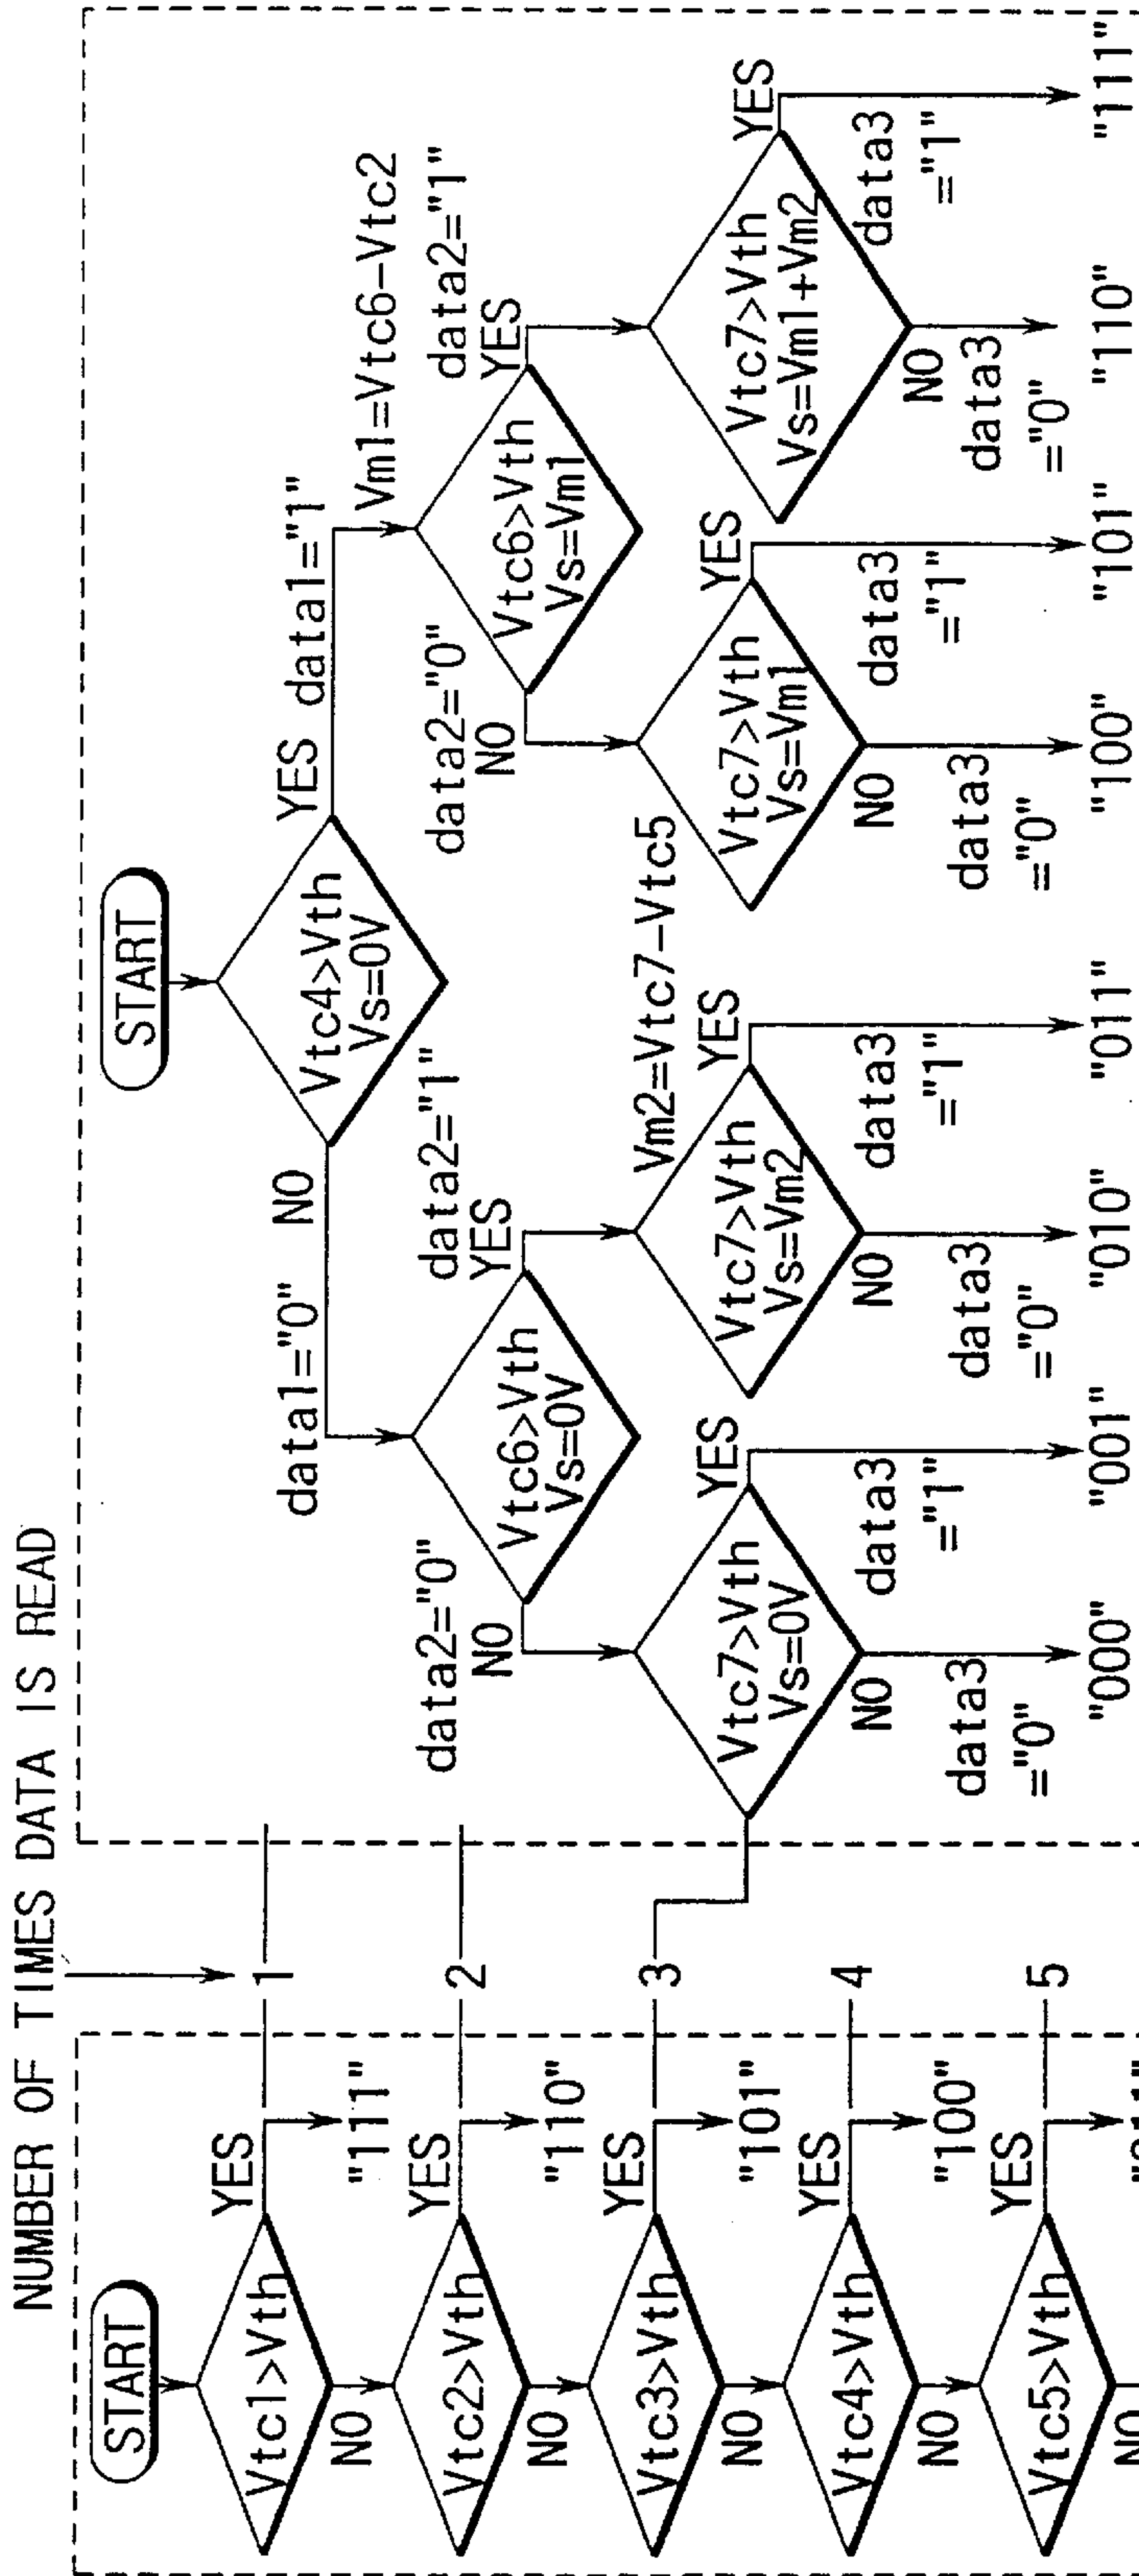 NUMBER OF TIMES DATA IS READ
START
Vtc1>Vth
YES
"111"
NO
Vtc2>Vth
YES
"110"
NO
Vtc3>Vth
YES
"101"
NO
Vtc4>Vth
YES
"100"
NO
Vtc5>Vth
YES
NO
1
2
3
4
5
START
Vtc4>Vth
Vs=0V
NO
data1="0"
YES
data1="1"
Vtc6>Vth
Vs=0V
data2="0"
NO
data2="1"
YES
Vm1=Vtc6-Vtc2
Vtc6>Vth
Vs=Vm1
data2="0"
NO
data2="1"
YES
Vtc7>Vth
Vs=0V
NO
data3
="0"
YES
data3
="1"
Vm2=Vtc7-Vtc5
Vtc7>Vth
Vs=Vm2
NO
data3
="0"
YES
data3
="1"
Vtc7>Vth
Vs=Vm1
NO
data3
="0"
YES
data3
="1"
Vtc7>Vth
Vs=Vm1+Vm2
NO
data3
="0"
YES
data3
="1"
"000"
"001"
"010"
"011"
"100"
"101"
"110"
"111"